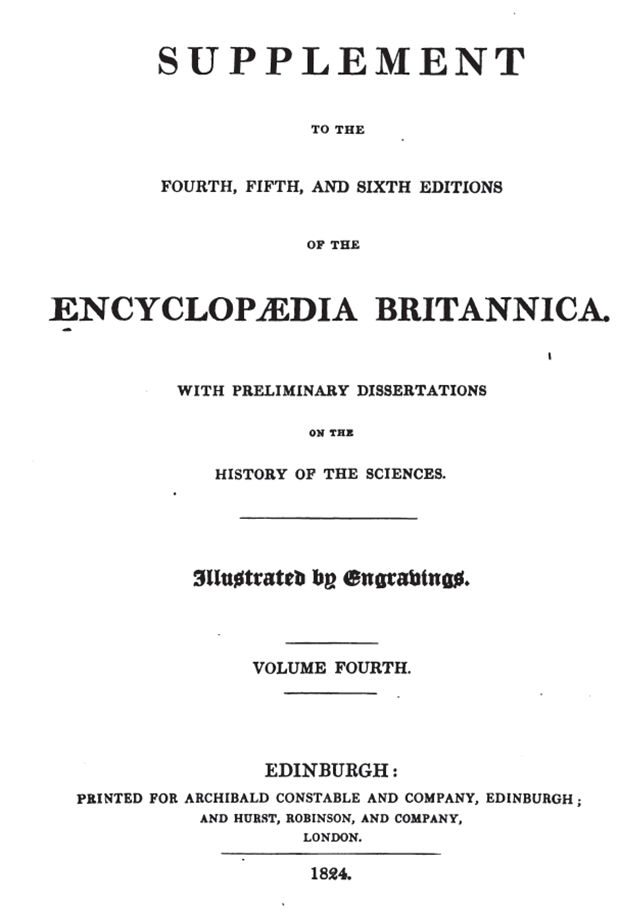 SUPPLEMENT
TO THE
FOURTH, FIFTH, AND SIXTH EDITIONS
OF THE
ENCYCLOPÆDIA BRITANNICA.
WITH PRELIMINARY DISSERTATIONS
ON THE
HISTORY OF THE SCIENCES.
Illustrated by Engravings.
VOLUME FOURTH.
EDINBURGH:
PRINTED FOR ARCHIBALD CONSTABLE AND COMPANY, EDINBURGH;
AND HURST, ROBINSON, AND COMPANY,
LONDON.
1824.